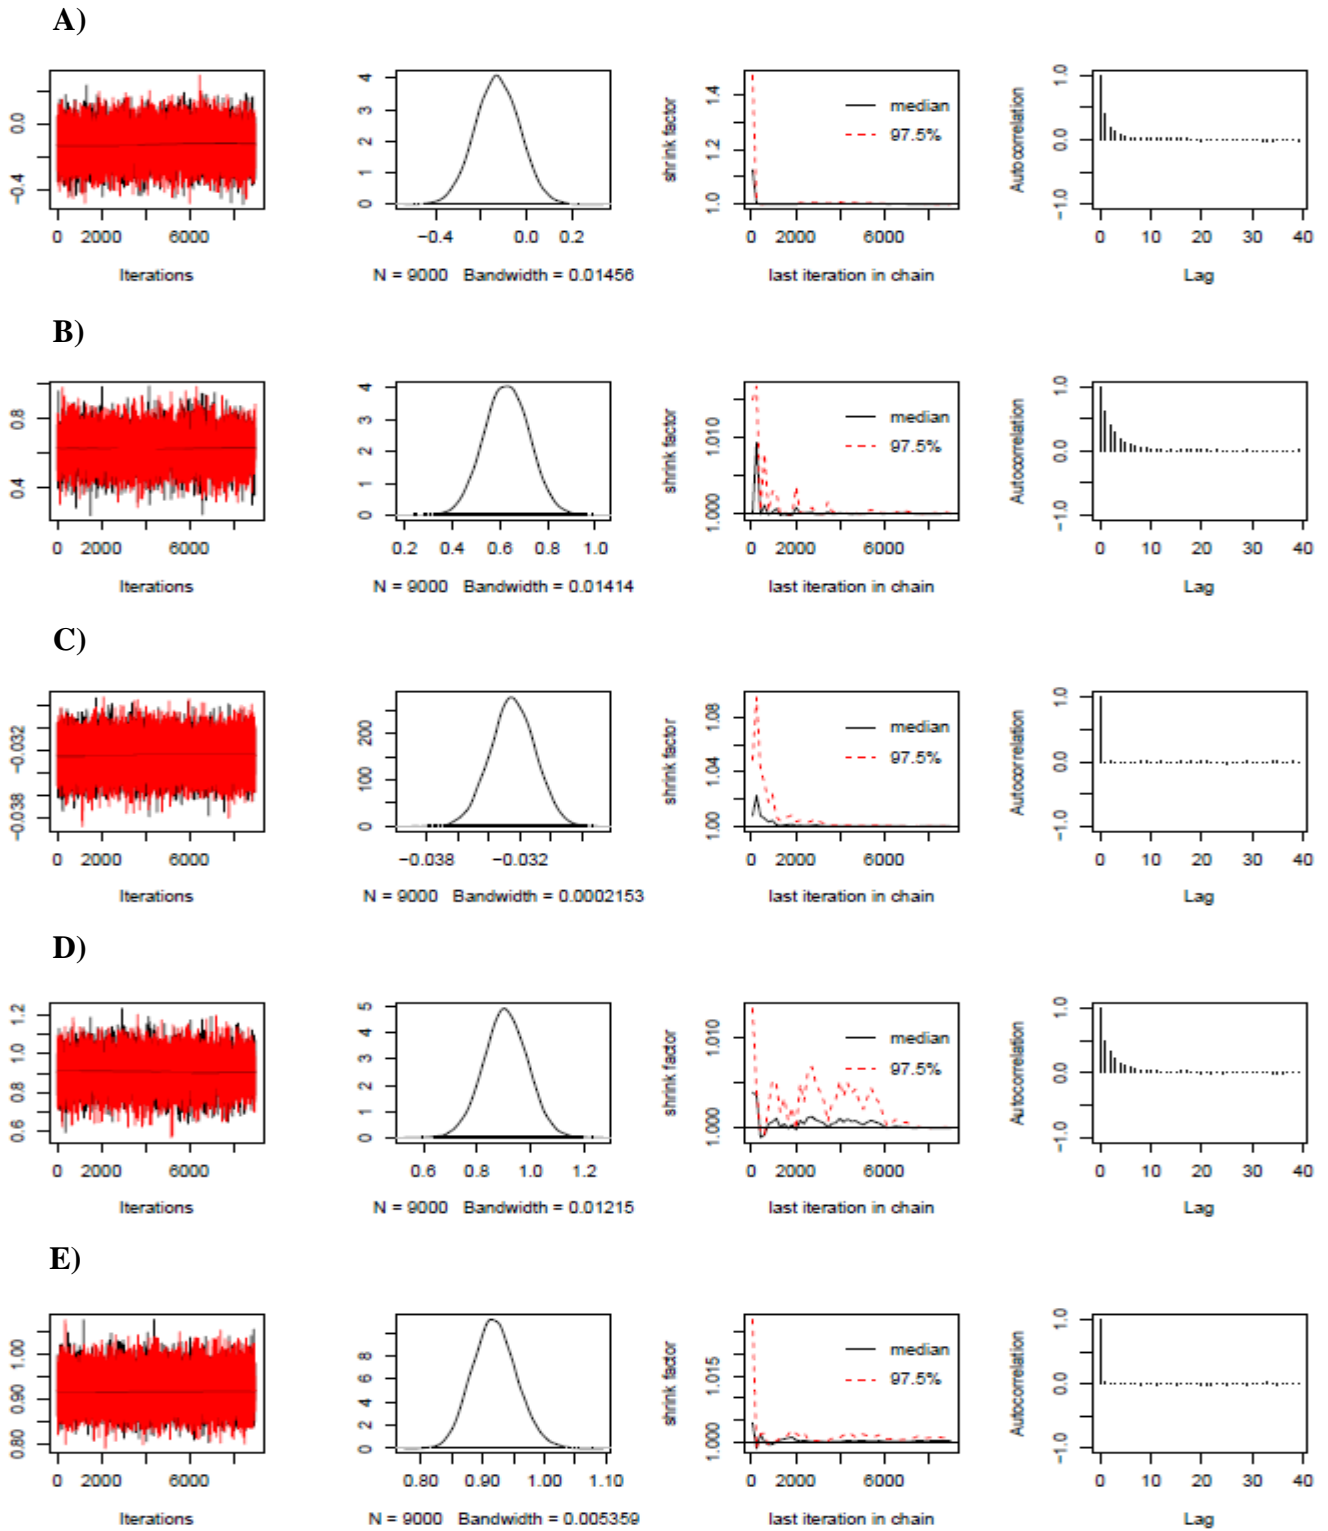 A)
0.0
−0.4
0 2000 6000
Iterations
4
3
2
1
0
−0.4 0.0 0.2
N = 9000 Bandwidth = 0.01456
shrink factor
1.4
1.2
1.0
median
97.5%
0 2000 6000
last iteration in chain
Autocorrelation
1.0
0.0
−1.0
0 10 20 30 40
Lag
B)
0.8
0.4
0 2000 6000
Iterations
4
3
2
1
0
0.2 0.4 0.6 0.8 1.0
N = 9000 Bandwidth = 0.01414
shrink factor
1.010
1.000
median
97.5%
0 2000 6000
last iteration in chain
Autocorrelation
1.0
0.0
−1.0
0 10 20 30 40
Lag
C)
−0.032
−0.038
0 2000 6000
Iterations
200
100
0
−0.038 −0.032
N = 9000 Bandwidth = 0.0002153
shrink factor
1.08
1.04
1.00
median
97.5%
0 2000 6000
last iteration in chain
Autocorrelation
1.0
0.0
−1.0
0 10 20 30 40
Lag
D)
1.2
1.0
0.8
0.6
0 2000 6000
Iterations
5
4
3
2
1
0
0.6 0.8 1.0 1.2
N = 9000 Bandwidth = 0.01215
shrink factor
1.010
1.000
median
97.5%
0 2000 6000
last iteration in chain
Autocorrelation
1.0
0.0
−1.0
0 10 20 30 40
Lag
E)
1.00
0.90
0.80
0 2000 6000
Iterations
8
6
4
2
0
0.80 0.90 1.00 1.10
N = 9000 Bandwidth = 0.005359
shrink factor
1.015
1.000
median
97.5%
0 2000 6000
last iteration in chain
Autocorrelation
1.0
0.0
−1.0
0 10 20 30 40
Lag